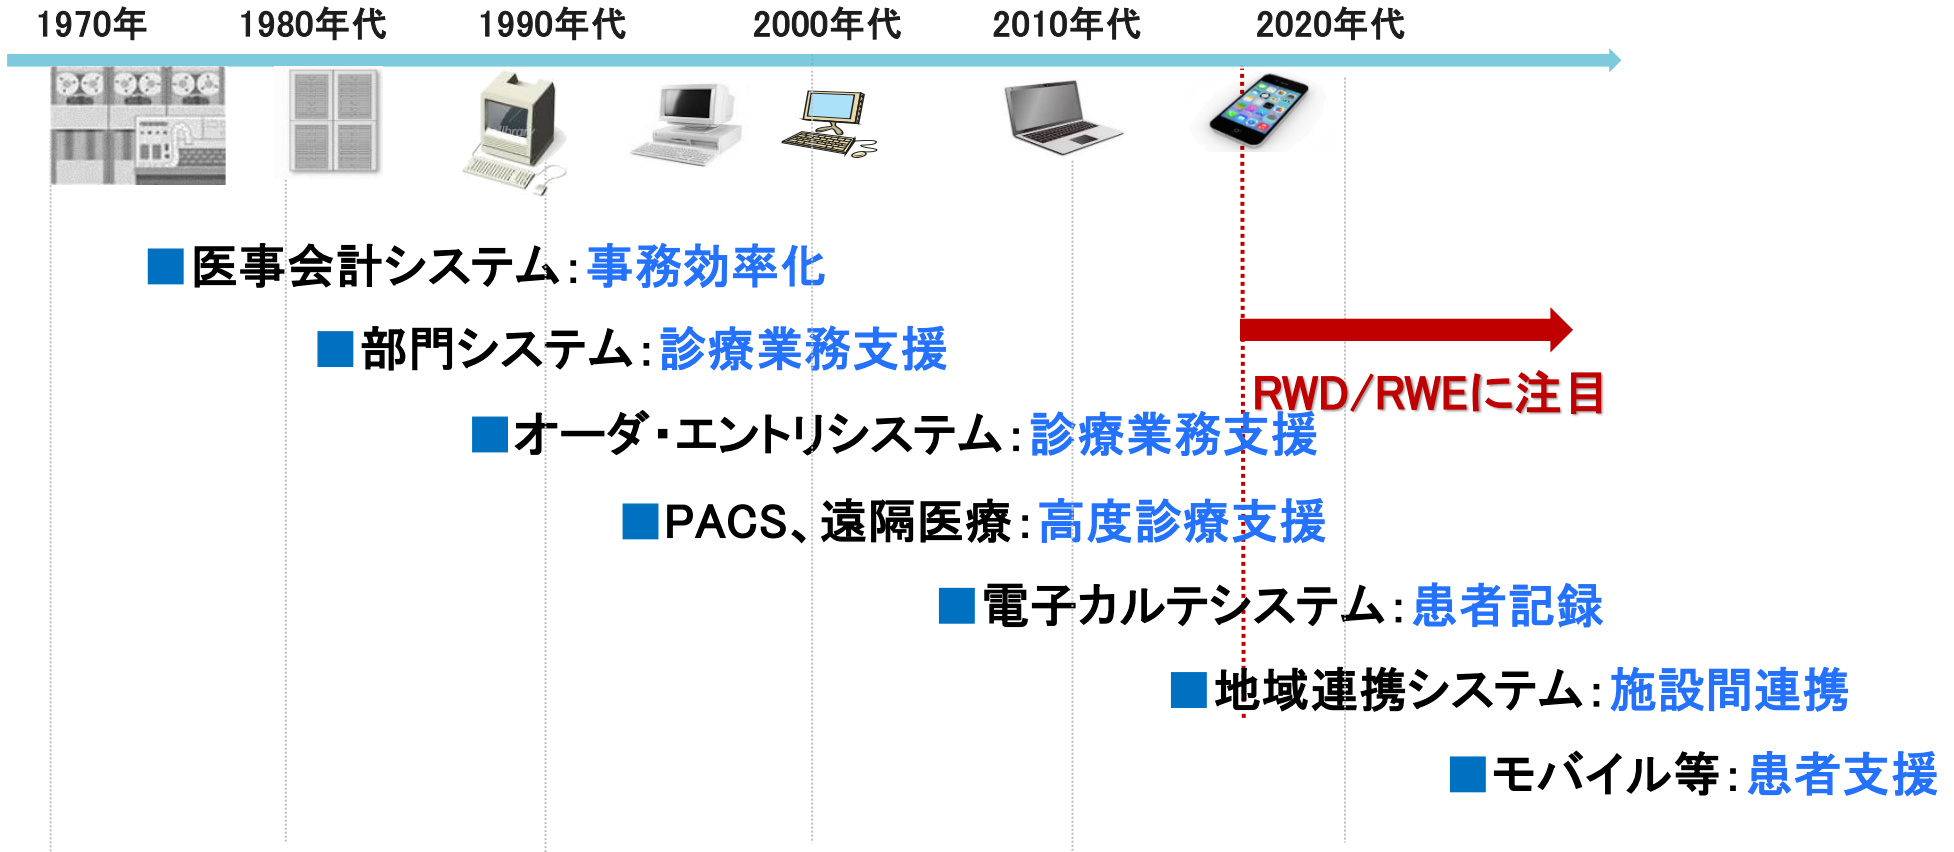 1970年 1980年代 1990年代 2000年代 2010年代 2020年代
■医事会計システム:事務効率化
■部門システム:診療業務支援
RWD/RWEに注目
■オーダ・エントリシステム:診療業務支援
■PACS、遠隔医療:高度診療支援
■電子カルテシステム:患者記録
■地域連携システム:施設間連携
■モバイル等:患者支援